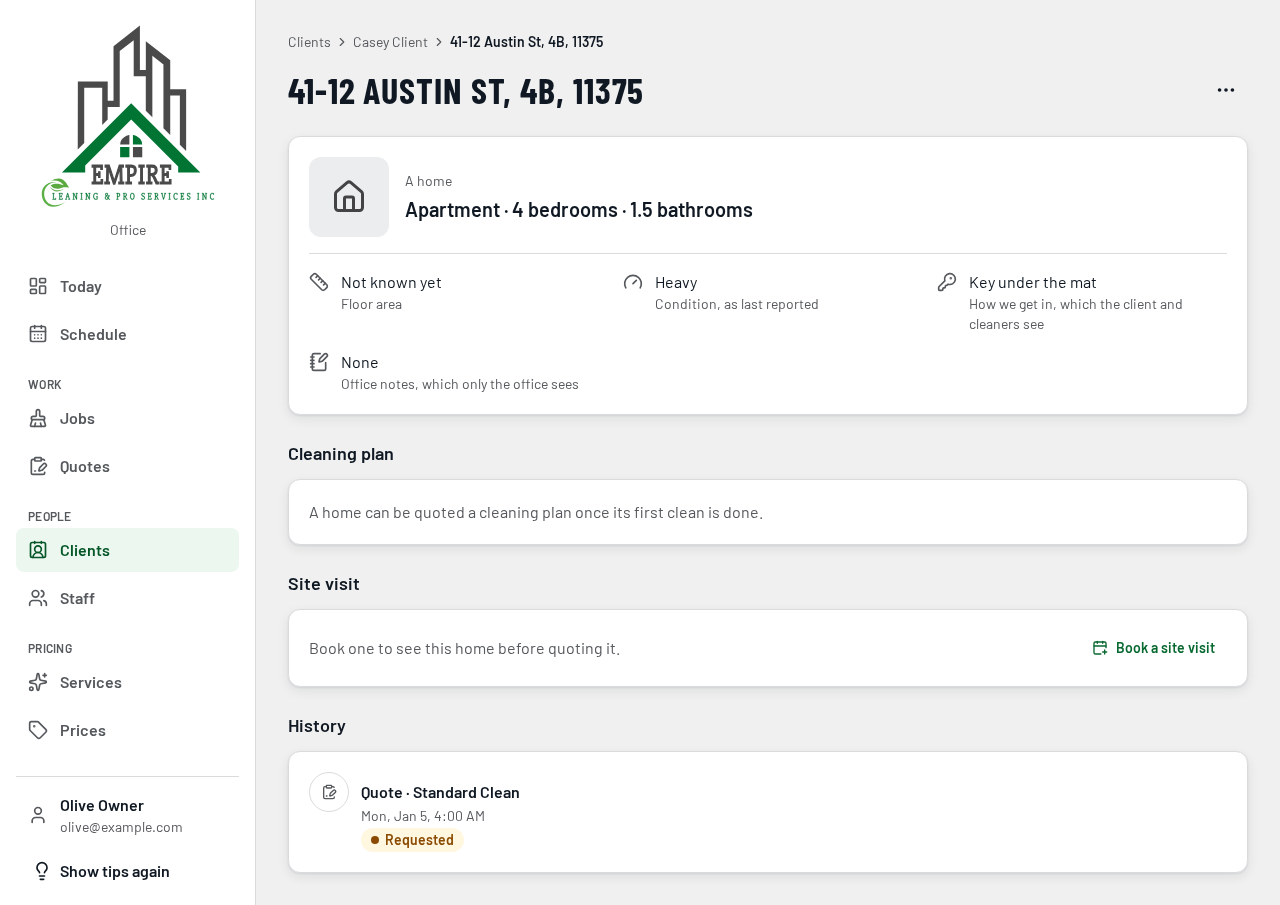 EMPIRE
LEANING & PRO SERVICES INC
Office
Today
Schedule
WORK
Jobs
Quotes
PEOPLE
Clients
Staff
PRICING
Services
Prices
Olive Owner
olive@example.com
Show tips again
Clients > Casey Client > 41-12 Austin St, 4B, 11375
41-12 AUSTIN ST, 4B, 11375
A home
Apartment · 4 bedrooms · 1.5 bathrooms
Not known yet
Floor area
Heavy
Condition, as last reported
Key under the mat
How we get in, which the client and
cleaners see
None
Office notes, which only the office sees
Cleaning plan
A home can be quoted a cleaning plan once its first clean is done.
Site visit
Book one to see this home before quoting it.
Book a site visit
History
Quote · Standard Clean
Mon, Jan 5, 4:00 AM
Requested